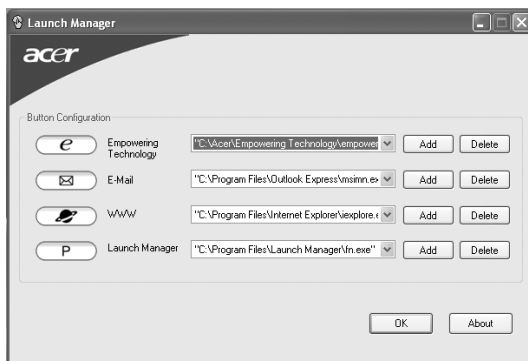 Launch Manager
acer
Button Configuration
e Empowering Technology "C:\Acer\Empowering Technology\empower Add Delete
E-Mail "C:\Program Files\Outlook Express\msimn.ex Add Delete
WWW "C:\Program Files\Internet Explorer\iexplore.e Add Delete
P Launch Manager "C:\Program Files\Launch Manager\fn.exe" Add Delete
OK About